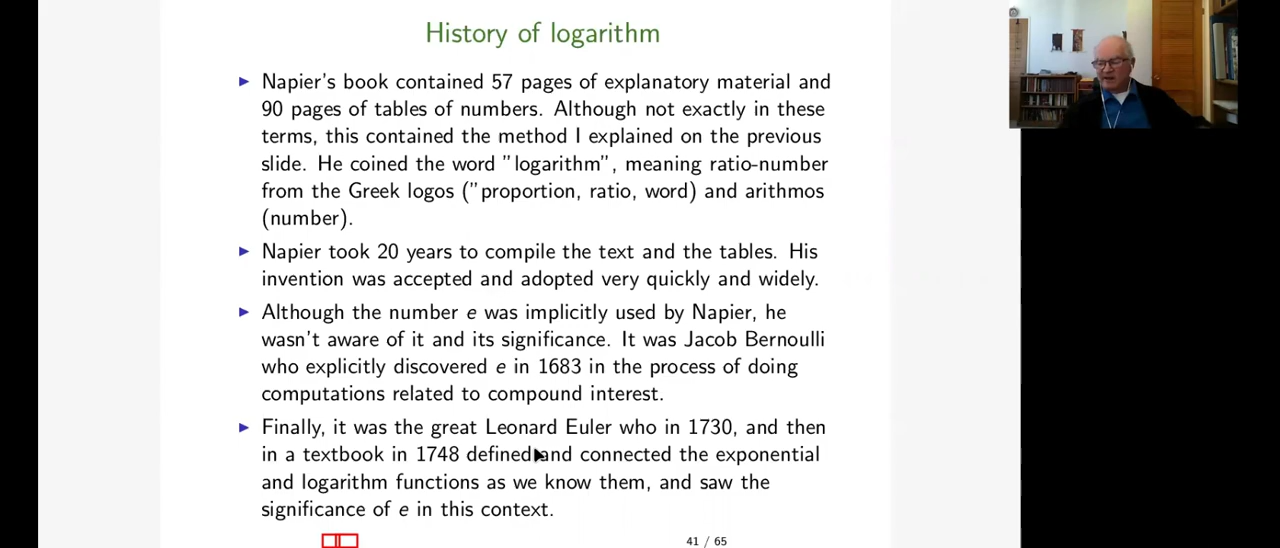 History of logarithm
Napier's book contained 57 pages of explanatory material and
90 pages of tables of numbers. Although not exactly in these
terms, this contained the method I explained on the previous
slide. He coined the word "logarithm", meaning ratio-number
from the Greek logos ("proportion, ratio, word) and arithmos
(number).
Napier took 20 years to compile the text and the tables. His
invention was accepted and adopted very quickly and widely.
Although the number e was implicitly used by Napier, he
wasn't aware of it and its significance. It was Jacob Bernoulli
who explicitly discovered e in 1683 in the process of doing
computations related to compound interest.
Finally, it was the great Leonard Euler who in 1730, and then
in a textbook in 1748 defined and connected the exponential
and logarithm functions as we know them, and saw the
significance of e in this context.
41 / 65